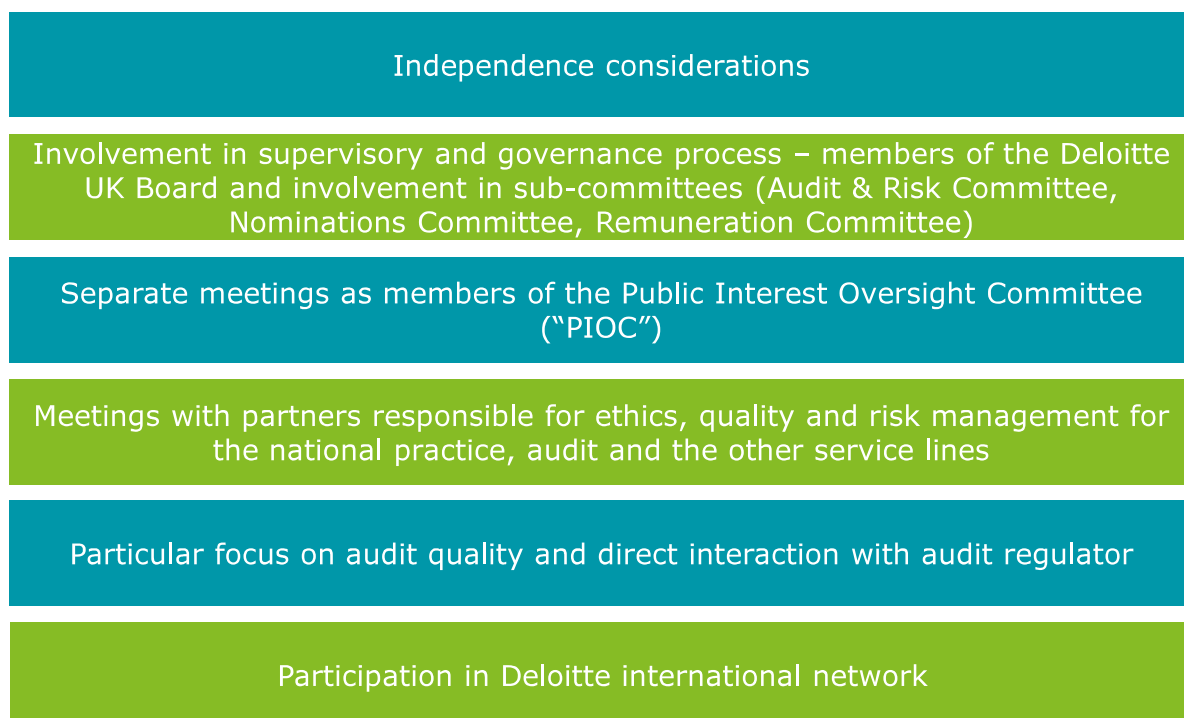 Independence considerations
Involvement in supervisory and governance process – members of the Deloitte
UK Board and involvement in sub-committees (Audit & Risk Committee,
Nominations Committee, Remuneration Committee)
Separate meetings as members of the Public Interest Oversight Committee
(“PIOC”)
Meetings with partners responsible for ethics, quality and risk management for
the national practice, audit and the other service lines
Particular focus on audit quality and direct interaction with audit regulator
Participation in Deloitte international network